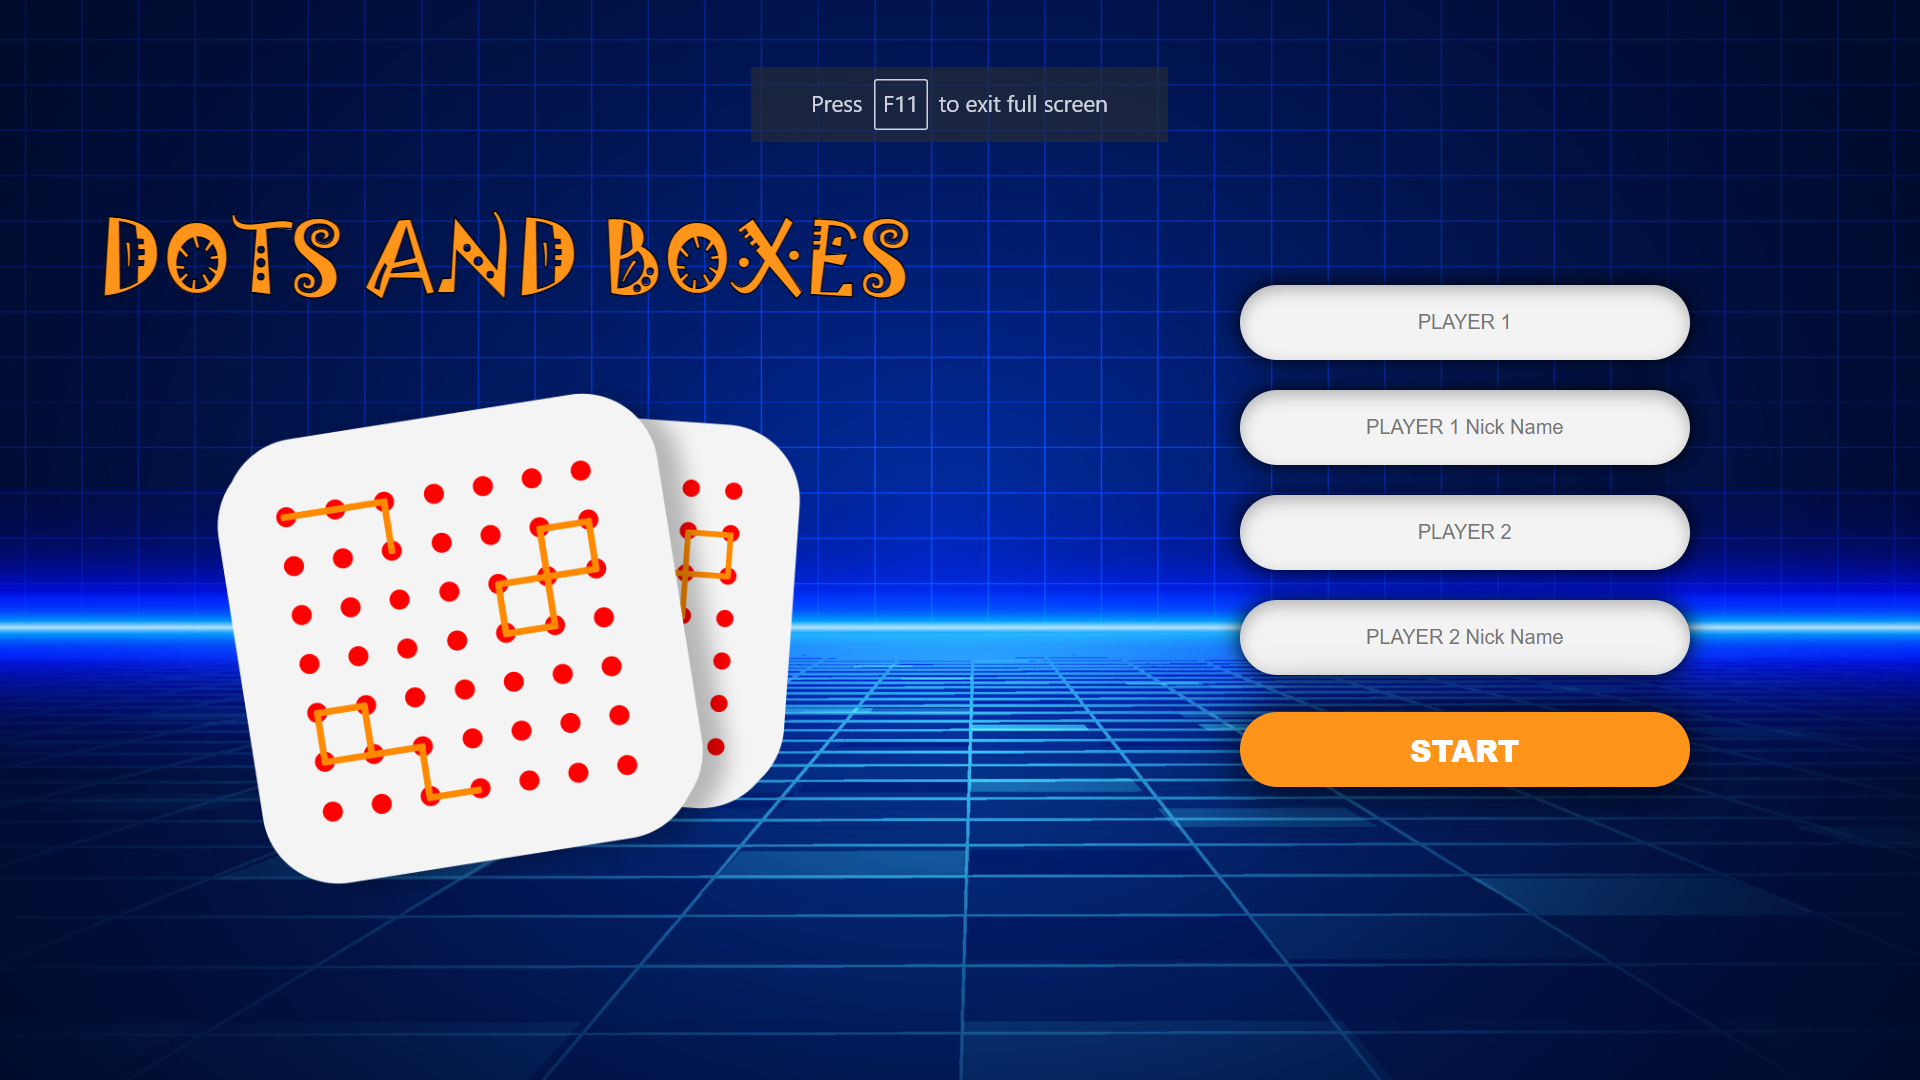 Press F11 to exit full screen
DOTS AND BOXES
PLAYER 1
PLAYER 1 Nick Name
PLAYER 2
PLAYER 2 Nick Name
START